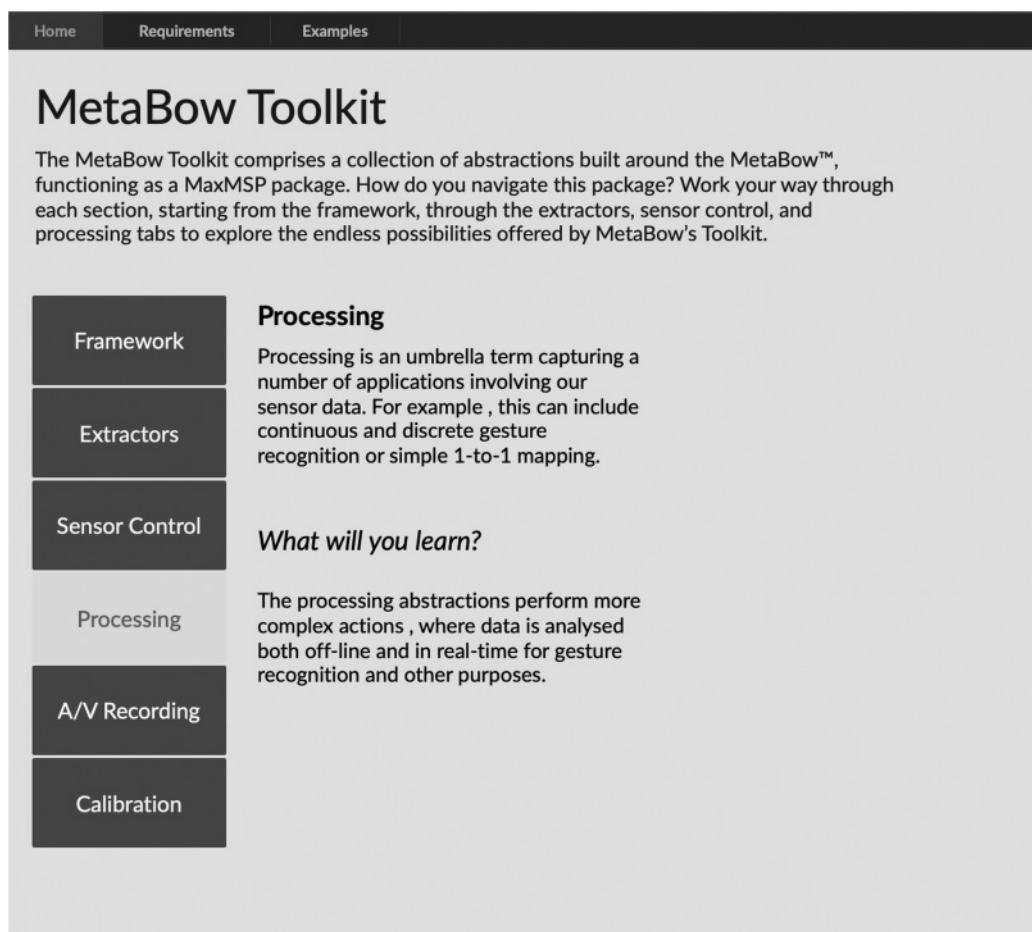 Home Requirements Examples
MetaBow Toolkit
The MetaBow Toolkit comprises a collection of abstractions built around the MetaBow™,
functioning as a MaxMSP package. How do you navigate this package? Work your way through
each section, starting from the framework, through the extractors, sensor control, and
processing tabs to explore the endless possibilities offered by MetaBow's Toolkit.
Framework
Extractors
Sensor Control
Processing
A/V Recording
Calibration
Processing
Processing is an umbrella term capturing a
number of applications involving our
sensor data. For example , this can include
continuous and discrete gesture
recognition or simple 1-to-1 mapping.
What will you learn?
The processing abstractions perform more
complex actions , where data is analysed
both off-line and in real-time for gesture
recognition and other purposes.